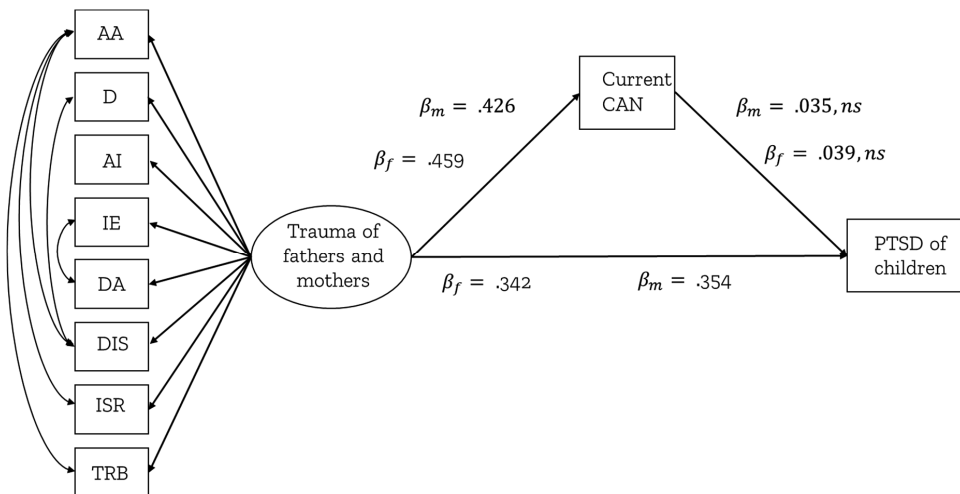 AA
D
AI
IE
DA
DIS
ISR
TRB
Trauma of
fathers and
mothers
β_m = .426
β_f = .459
Current
CAN
β_m = .035, ns
β_f = .039, ns
β_f = .342
β_m = .354
PTSD of
children